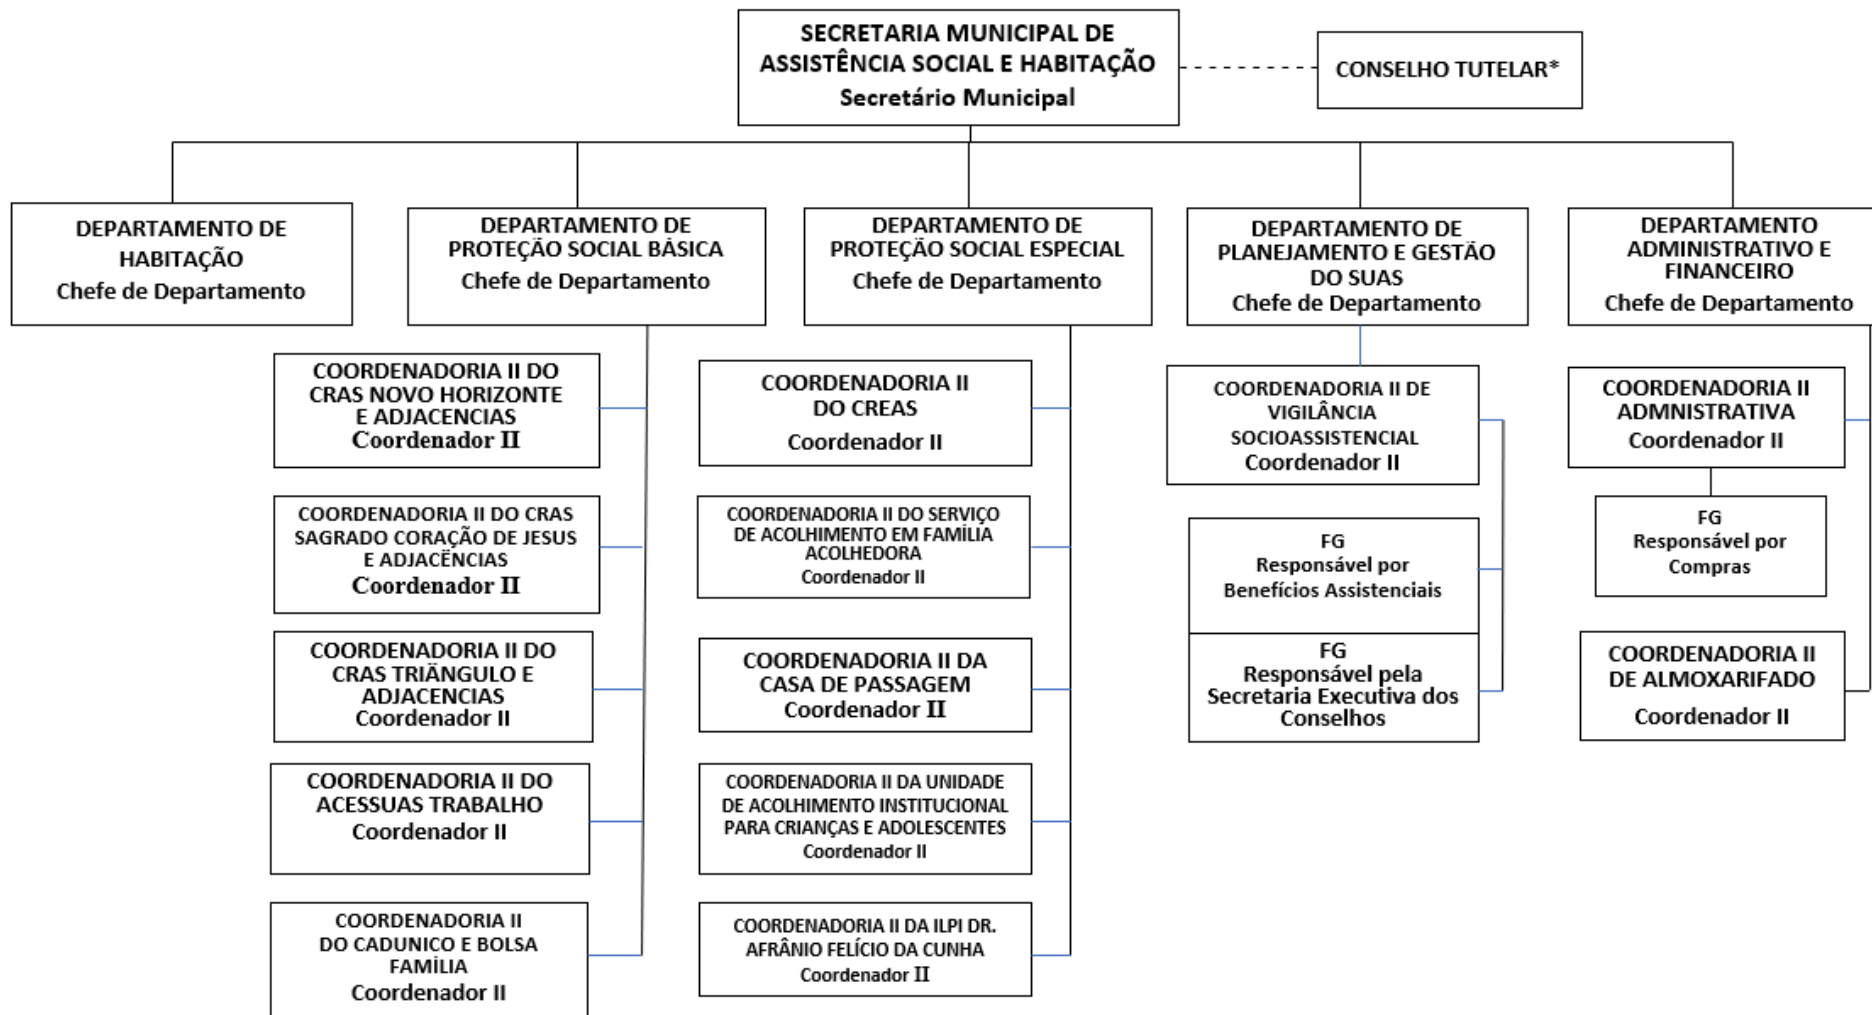 SECRETARIA MUNICIPAL DE
ASSISTÊNCIA SOCIAL E HABITAÇÃO
Secretário Municipal
CONSELHO TUTELAR*
DEPARTAMENTO DE
HABITAÇÃO
Chefe de Departamento
DEPARTAMENTO DE
PROTEÇÃO SOCIAL BÁSICA
Chefe de Departamento
DEPARTAMENTO DE
PROTEÇÃO SOCIAL ESPECIAL
Chefe de Departamento
DEPARTAMENTO DE
PLANEJAMENTO E GESTÃO
DO SUAS
Chefe de Departamento
DEPARTAMENTO
ADMINISTRATIVO E
FINANCEIRO
Chefe de Departamento
COORDENADORIA II DO
CRAS NOVO HORIZONTE
E ADJACENCIAS
Coordenador II
COORDENADORIA II DO CRAS
SAGRADO CORAÇÃO DE JESUS
E ADJACÊNCIAS
Coordenador II
COORDENADORIA II DO
CRAS TRIÂNGULO E
ADJACENCIAS
Coordenador II
COORDENADORIA II DO
ACESSUAS TRABALHO
Coordenador II
COORDENADORIA II
DO CADUNICO E BOLSA
FAMÍLIA
Coordenador II
COORDENADORIA II
DO CREAS
Coordenador II
COORDENADORIA II DO SERVIÇO
DE ACOLHIMENTO EM FAMÍLIA
ACOLHEDORA
Coordenador II
COORDENADORIA II DA
CASA DE PASSAGEM
Coordenador II
COORDENADORIA II DA UNIDADE
DE ACOLHIMENTO INSTITUCIONAL
PARA CRIANÇAS E ADOLESCENTES
Coordenador II
COORDENADORIA II DA ILPI DR.
AFRÂNIO FELÍCIO DA CUNHA
Coordenador II
COORDENADORIA II DE
VIGILÂNCIA
SOCIOASSISTENCIAL
Coordenador II
FG
Responsável por
Benefícios Assistenciais
FG
Responsável pela
Secretaria Executiva dos
Conselhos
COORDENADORIA II
ADMNISTRATIVA
Coordenador II
FG
Responsável por
Compras
COORDENADORIA II
DE ALMOXARIFADO
Coordenador II